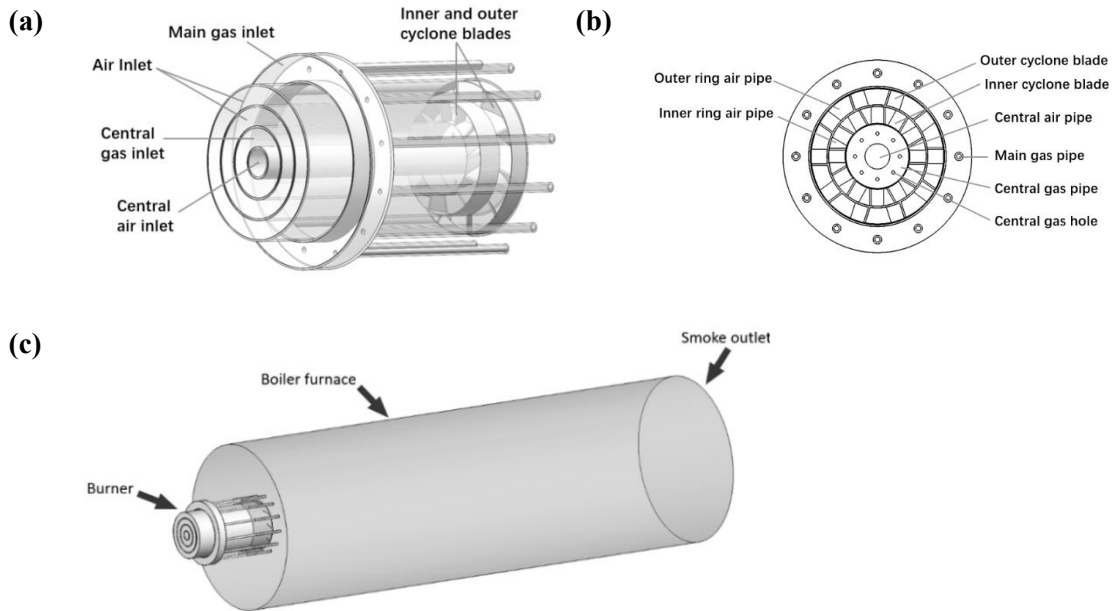 (a)
Main gas inlet
Air Inlet
Central
gas inlet
Central
air inlet
Inner and outer
cyclone blades
(b)
Outer ring air pipe
Inner ring air pipe
Outer cyclone blade
Inner cyclone blade
Central air pipe
Main gas pipe
Central gas pipe
Central gas hole
(c)
Smoke outlet
Boiler furnace
Burner